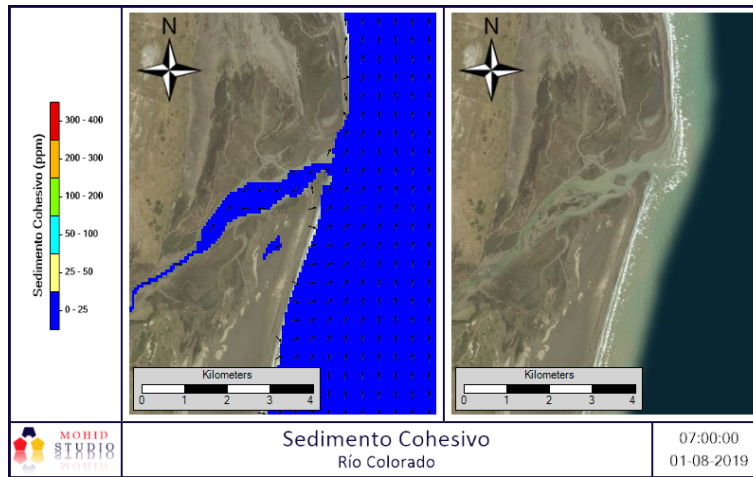 Sedimento Cohesivo (ppm)
300 - 400
200 - 300
100 - 200
50 - 100
25 - 50
0 - 25
N
Kilometers
0 1 2 3 4
N
Kilometers
0 1 2 3 4
MOHID
STUDIO
Sedimento Cohesivo
Río Colorado
07:00:00
01-08-2019